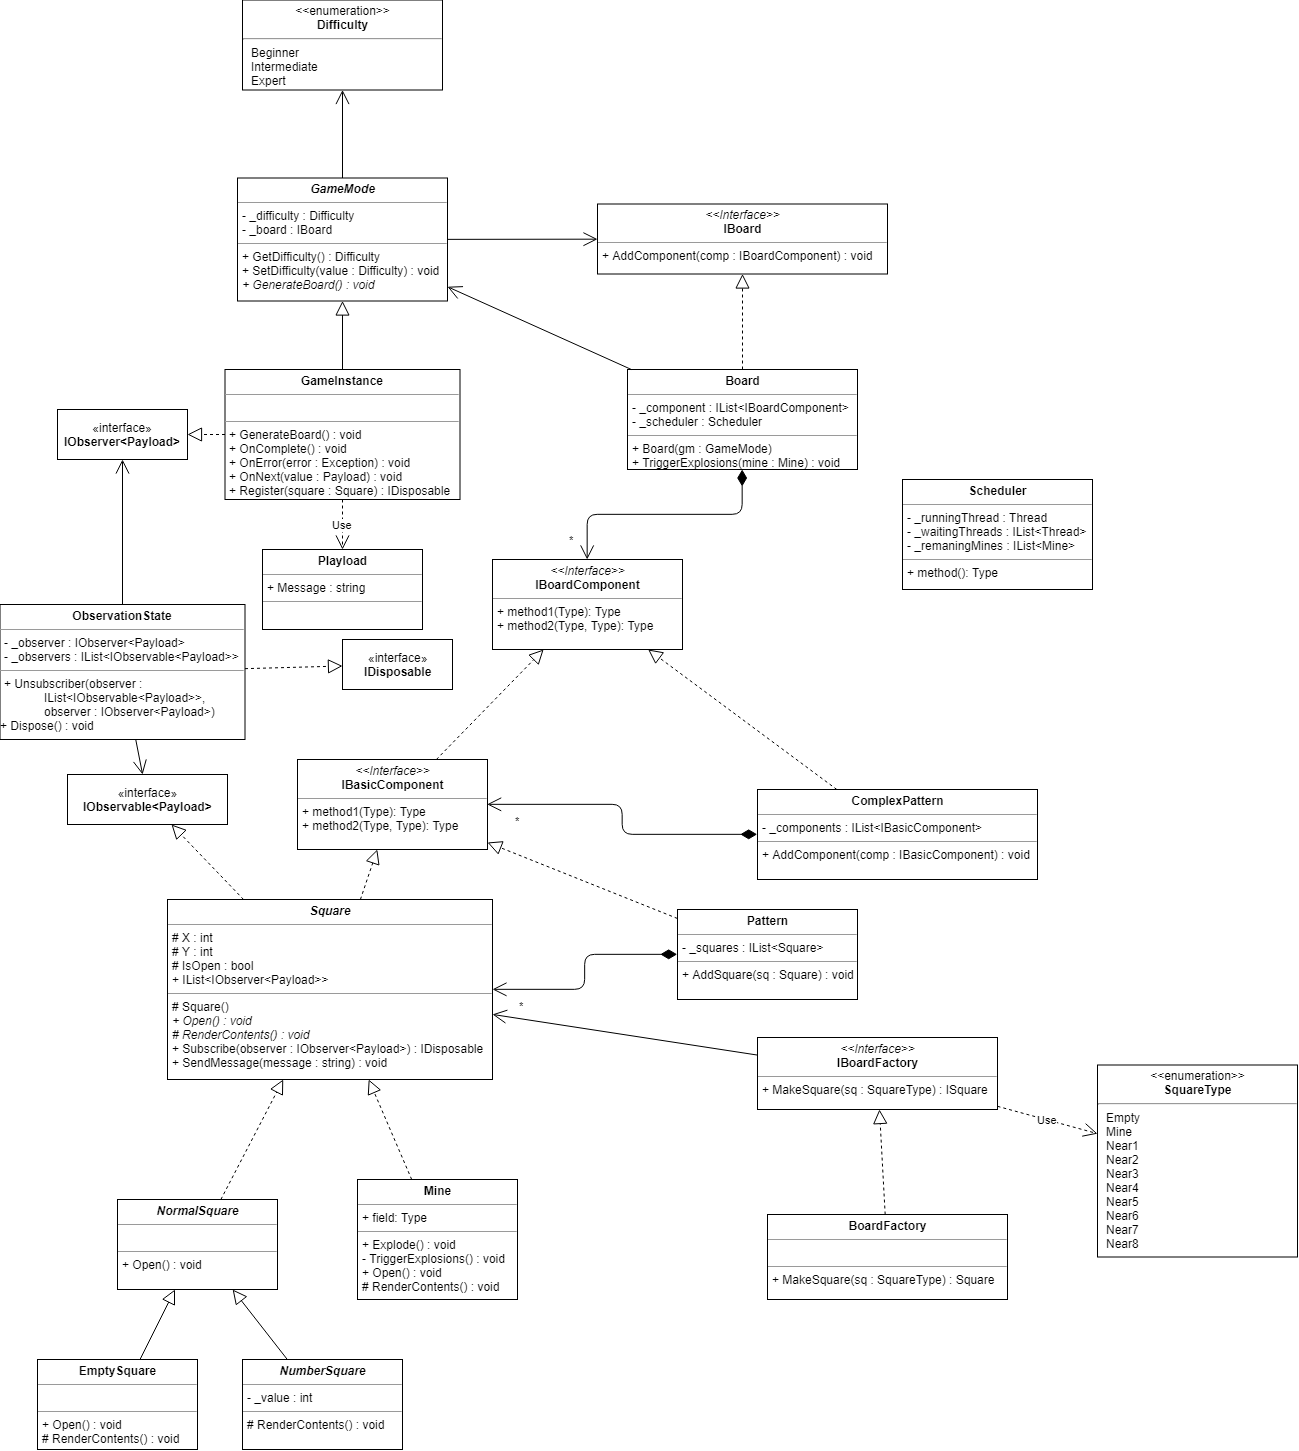 <<enumeration>>
Difficulty
Beginner
Intermediate
Expert
GameMode
- _difficulty : Difficulty
- _board : IBoard
+ GetDifficulty() : Difficulty
+ SetDifficulty(value : Difficulty) : void
+ GenerateBoard() : void
<<Interface>>
IBoard
+ AddComponent(comp : IBoardComponent) : void
GameInstance
+ GenerateBoard() : void
+ OnComplete() : void
+ OnError(error : Exception) : void
+ OnNext(value : Payload) : void
+ Register(square : Square) : IDisposable
Board
- _component : IList<IBoardComponent>
- _scheduler : Scheduler
+ Board(gm : GameMode)
+ TriggerExplosions(mine : Mine) : void
«interface»
IObserver<Payload>
Scheduler
- _runningThread : Thread
- _waitingThreads : IList<Thread>
- _remaningMines : IList<Mine>
+ method(): Type
Use
*
Playload
+ Message : string
<<Interface>>
IBoardComponent
+ method1(Type): Type
+ method2(Type, Type): Type
ObservationState
- _observer : IObserver<Payload>
- _observers : IList<IObservable<Payload>>
+ Unsubscriber(observer :
IList<IObservable<Payload>>,
observer : IObserver<Payload>)
+ Dispose() : void
«interface»
IDisposable
«interface»
IObservable<Payload>
<<Interface>>
IBasicComponent
+ method1(Type): Type
+ method2(Type, Type): Type
*
ComplexPattern
- _components : IList<IBasicComponent>
+ AddComponent(comp : IBasicComponent) : void
Square
# X : int
# Y : int
# IsOpen : bool
+ IList<IObserver<Payload>>
# Square()
+ Open() : void
# RenderContents() : void
+ Subscribe(observer : IObserver<Payload>) : IDisposable
+ SendMessage(message : string) : void
Pattern
- _squares : IList<Square>
+ AddSquare(sq : Square) : void
*
<<Interface>>
IBoardFactory
+ MakeSquare(sq : SquareType) : ISquare
Use
<<enumeration>>
SquareType
Empty
Mine
Near1
Near2
Near3
Near4
Near5
Near6
Near7
Near8
NormalSquare
+ Open() : void
Mine
+ field: Type
+ Explode() : void
- TriggerExplosions() : void
+ Open() : void
# RenderContents() : void
BoardFactory
+ MakeSquare(sq : SquareType) : Square
EmptySquare
+ Open() : void
# RenderContents() : void
NumberSquare
- _value : int
# RenderContents() : void